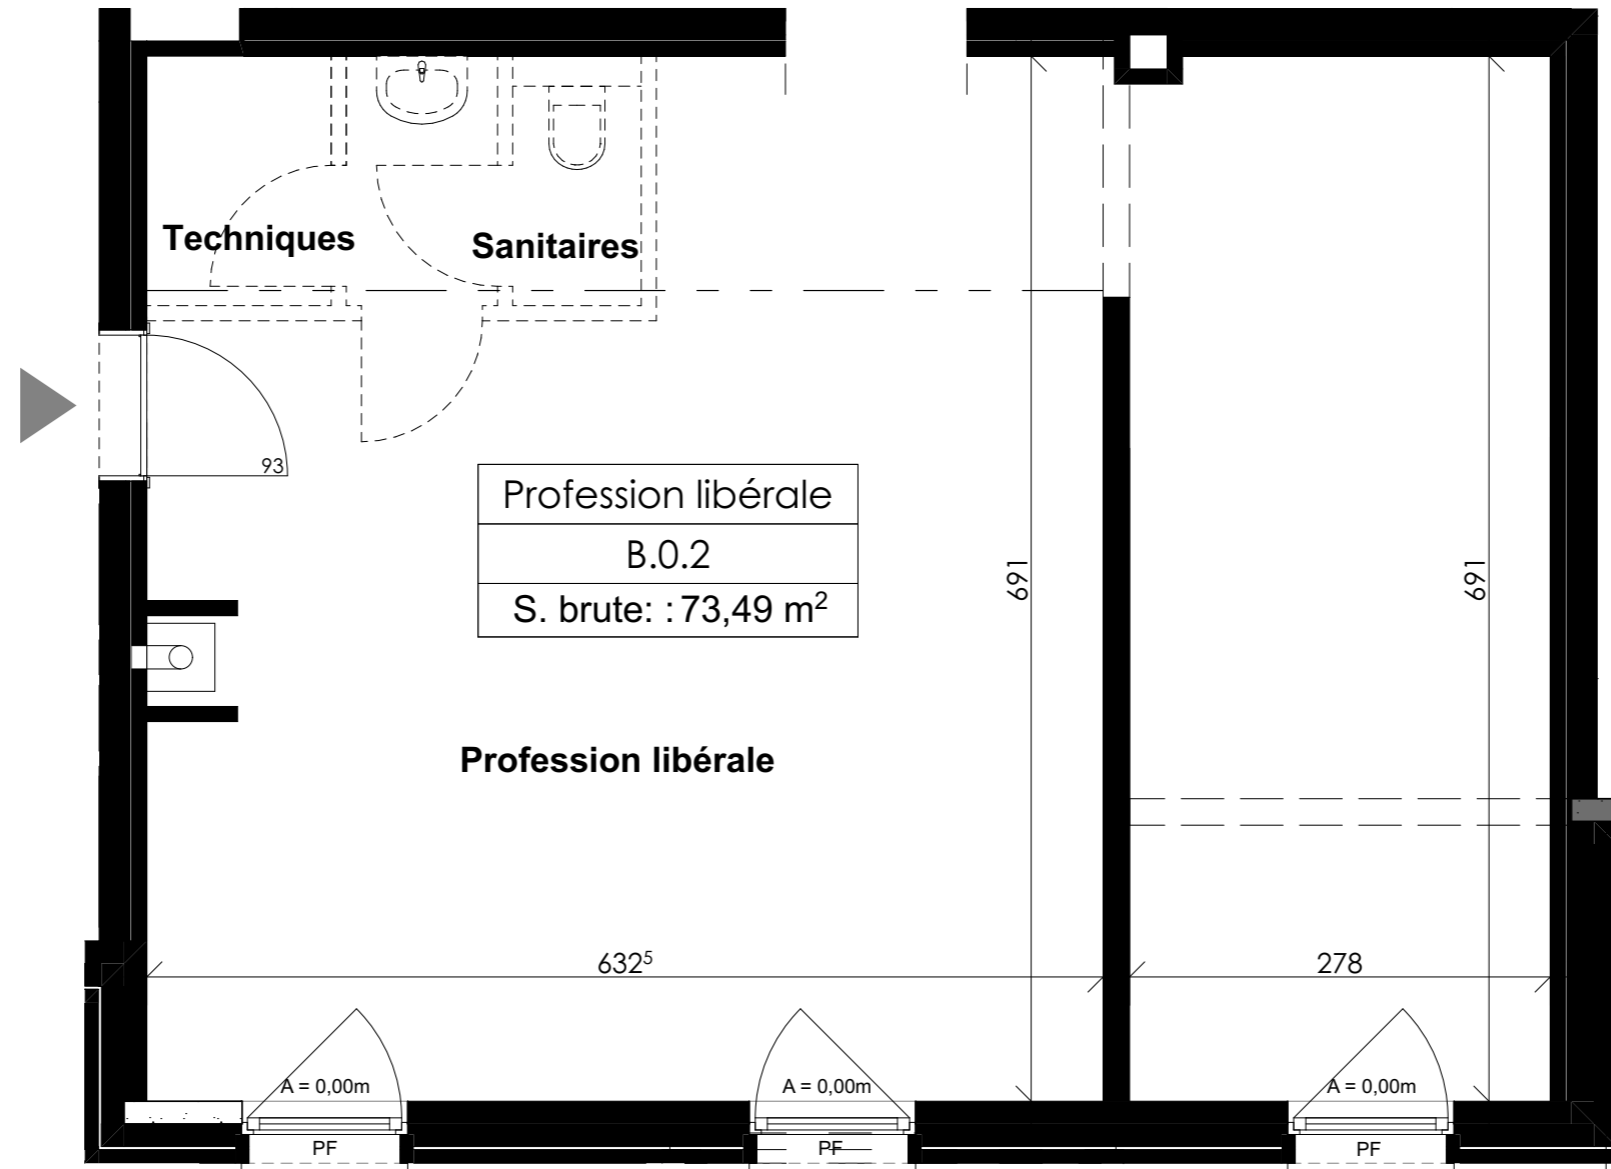 Techniques
Sanitaires
93
Profession libérale
B.0.2
S. brute: : 73,49 m²
691
691
Profession libérale
632⁵
278
A = 0,00m
A = 0,00m
A = 0,00m
PF
PF
PF